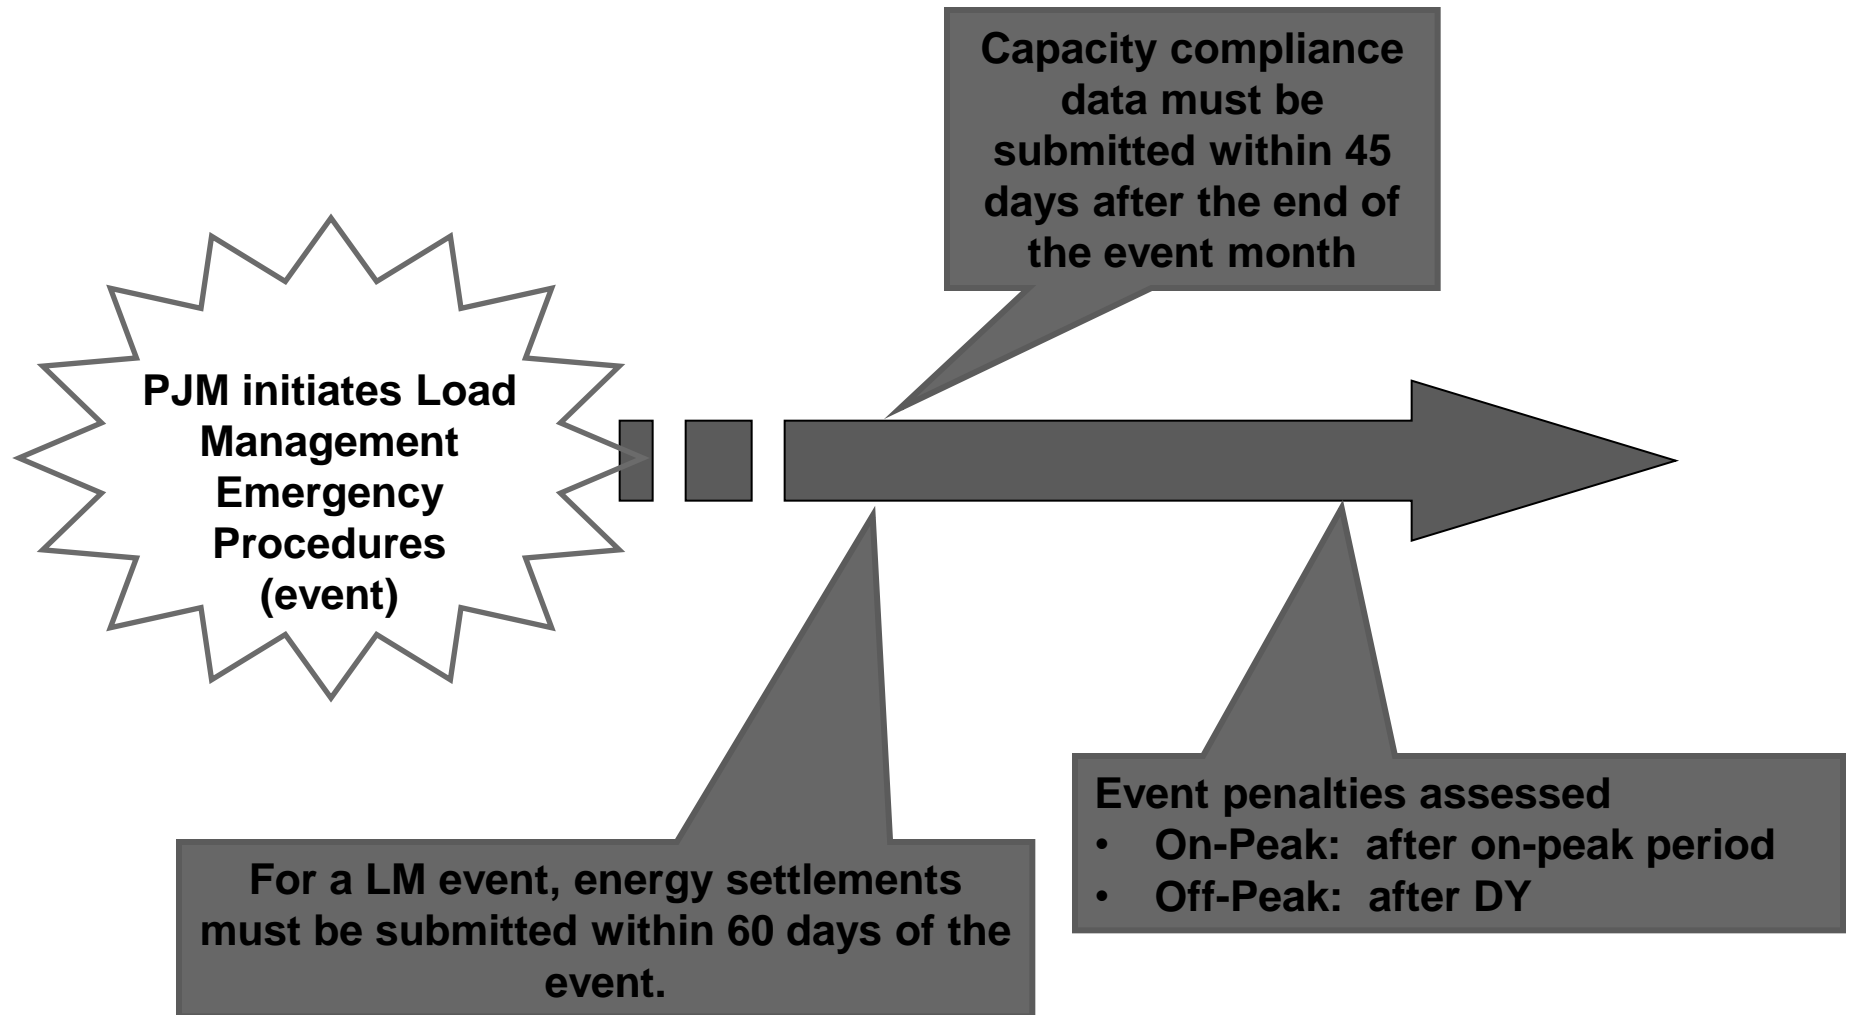 Capacity compliance
data must be
submitted within 45
days after the end of
the event month
PJM initiates Load
Management
Emergency
Procedures
(event)
For a LM event, energy settlements
must be submitted within 60 days of the
event.
Event penalties assessed
• On-Peak: after on-peak period
• Off-Peak: after DY